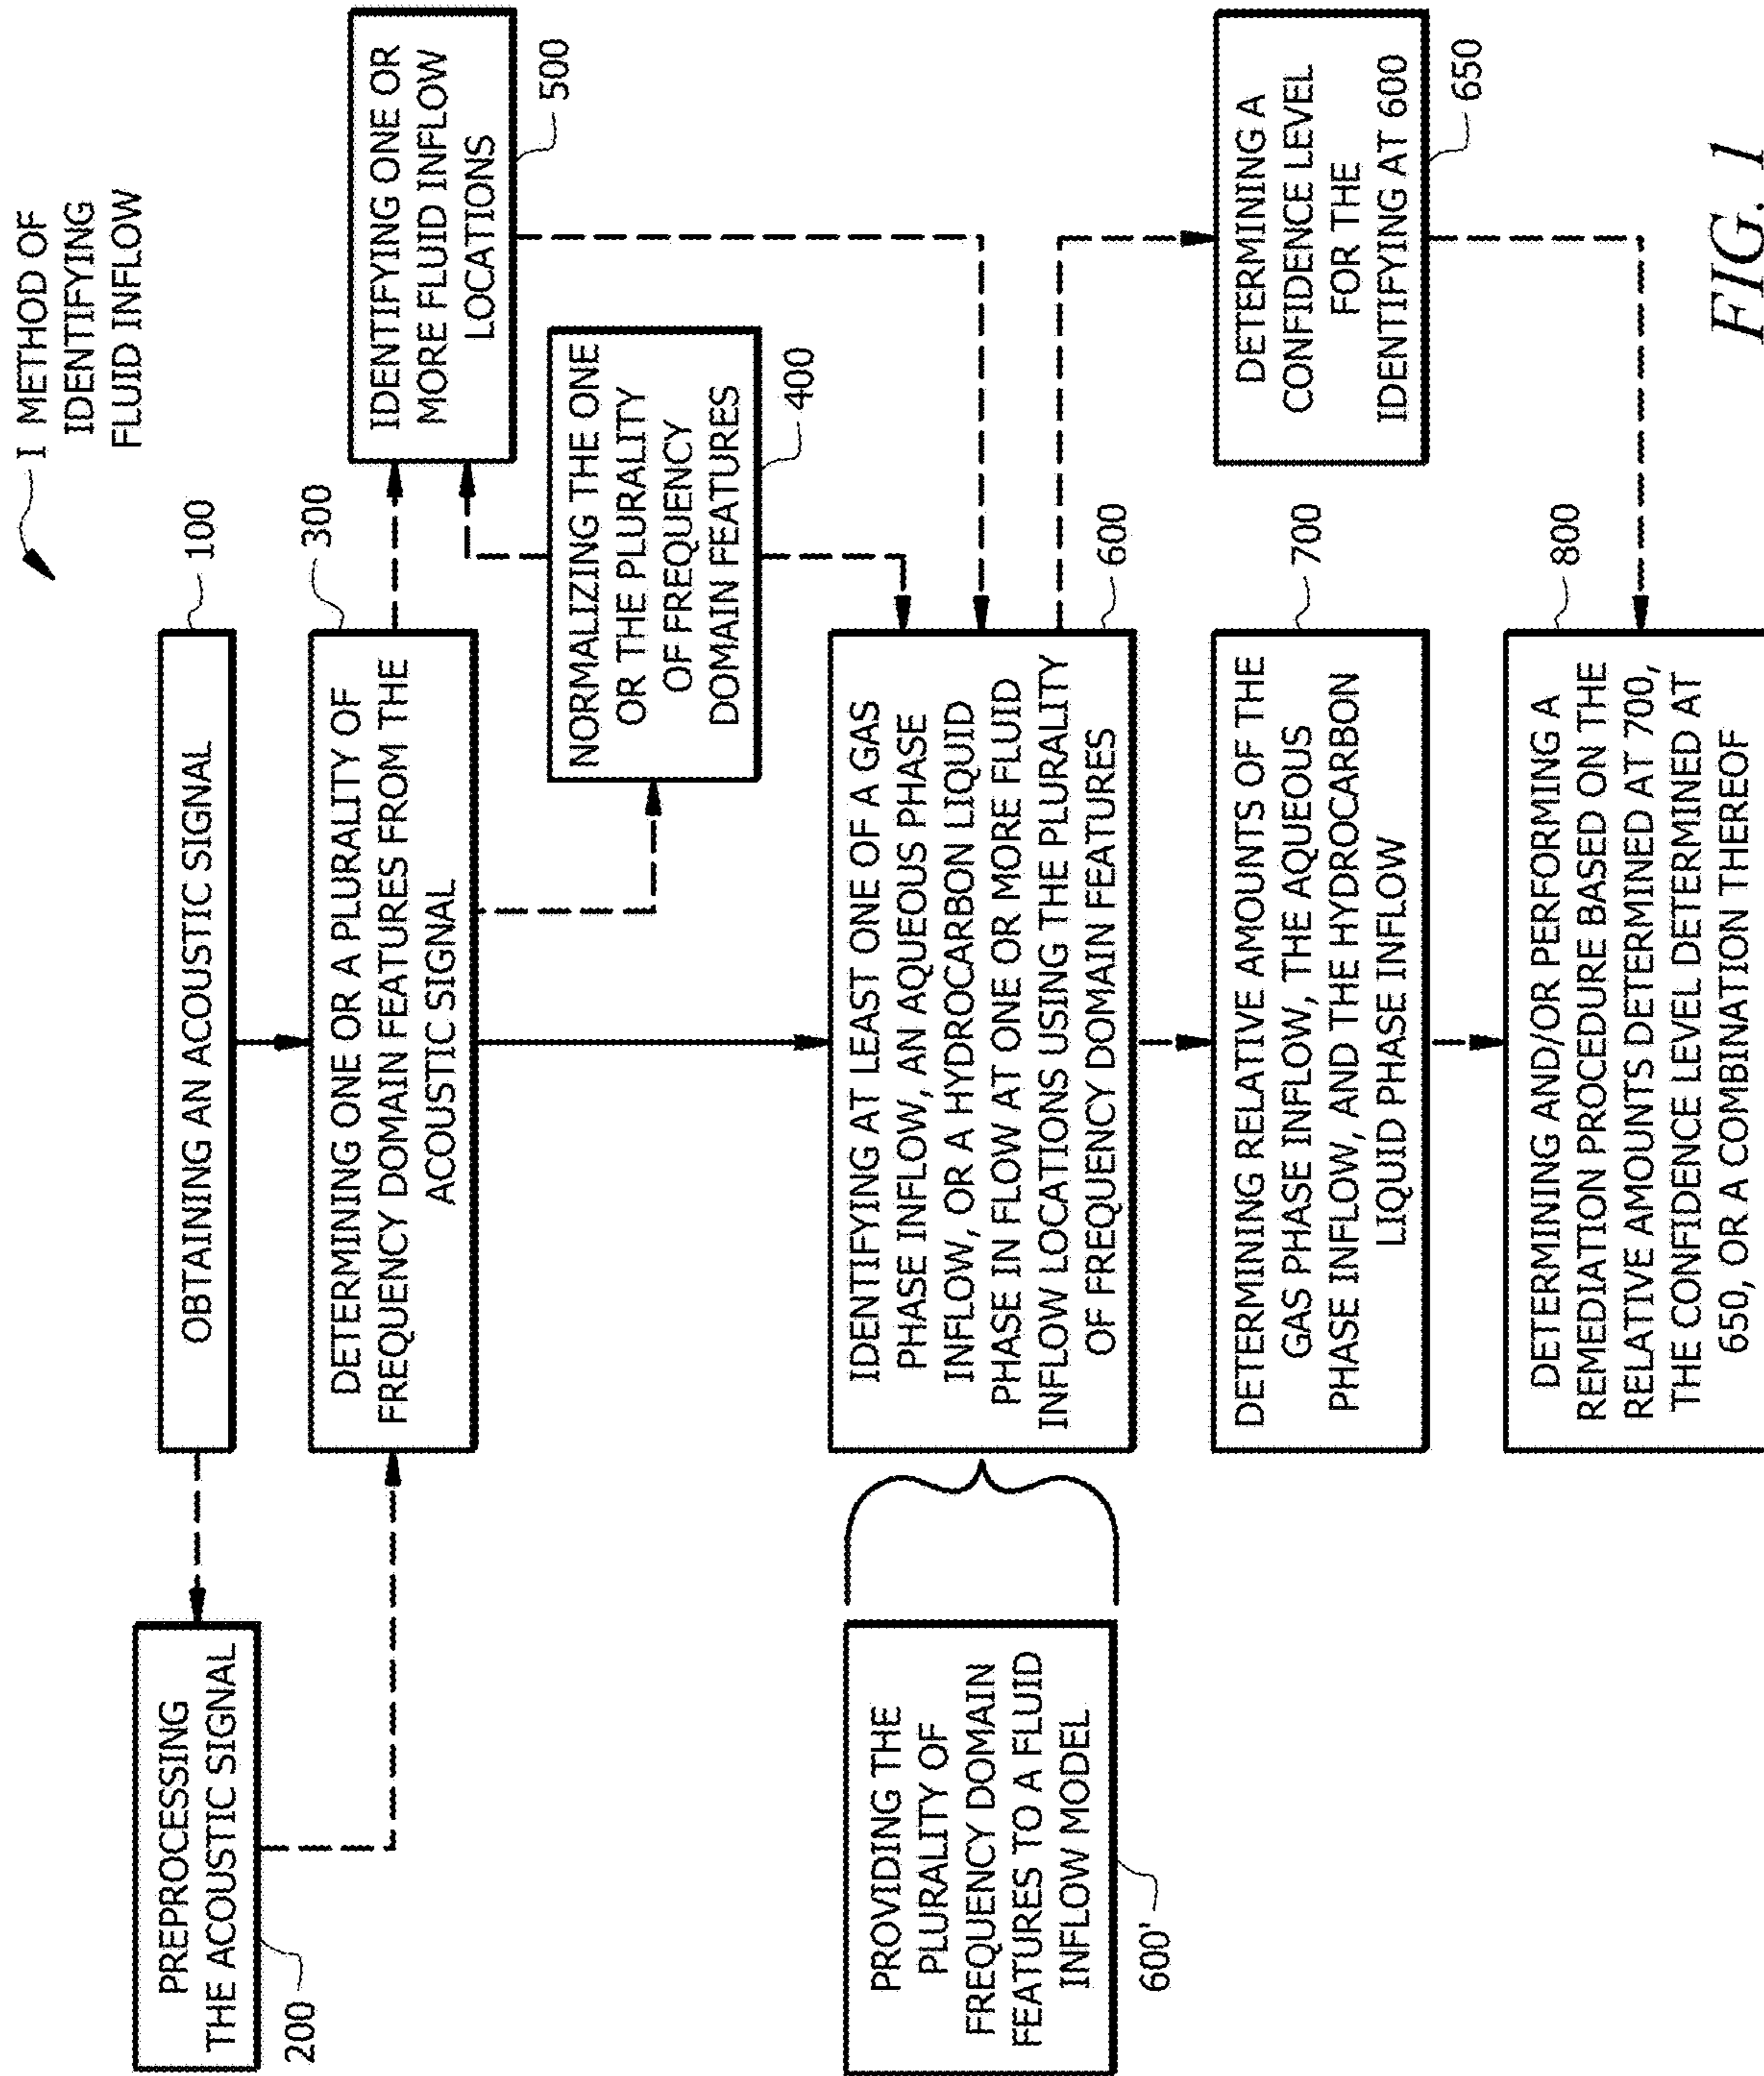 I METHOD OF
IDENTIFYING
FLUID INFLOW
100
OBTAINING AN ACOUSTIC SIGNAL
PREPROCESSING
THE ACOUSTIC SIGNAL
200
300
DETERMINING ONE OR A PLURALITY OF
FREQUENCY DOMAIN FEATURES FROM THE
ACOUSTIC SIGNAL
IDENTIFYING ONE OR
MORE FLUID INFLOW
LOCATIONS
500
NORMALIZING THE ONE
OR THE PLURALITY
OF FREQUENCY
DOMAIN FEATURES
400
PROVIDING THE
PLURALITY OF
FREQUENCY DOMAIN
FEATURES TO A FLUID
INFLOW MODEL
600'
IDENTIFYING AT LEAST ONE OF A GAS
PHASE INFLOW, AN AQUEOUS PHASE
INFLOW, OR A HYDROCARBON LIQUID
PHASE IN FLOW AT ONE OR MORE FLUID
INFLOW LOCATIONS USING THE PLURALITY
OF FREQUENCY DOMAIN FEATURES
600
DETERMINING RELATIVE AMOUNTS OF THE
GAS PHASE INFLOW, THE AQUEOUS
PHASE INFLOW, AND THE HYDROCARBON
LIQUID PHASE INFLOW
700
DETERMINING A
CONFIDENCE LEVEL
FOR THE
IDENTIFYING AT 600
650
DETERMINING AND/OR PERFORMING A
REMEDIATION PROCEDURE BASED ON THE
RELATIVE AMOUNTS DETERMINED AT 700,
THE CONFIDENCE LEVEL DETERMINED AT
650, OR A COMBINATION THEREOF
800
FIG. 1